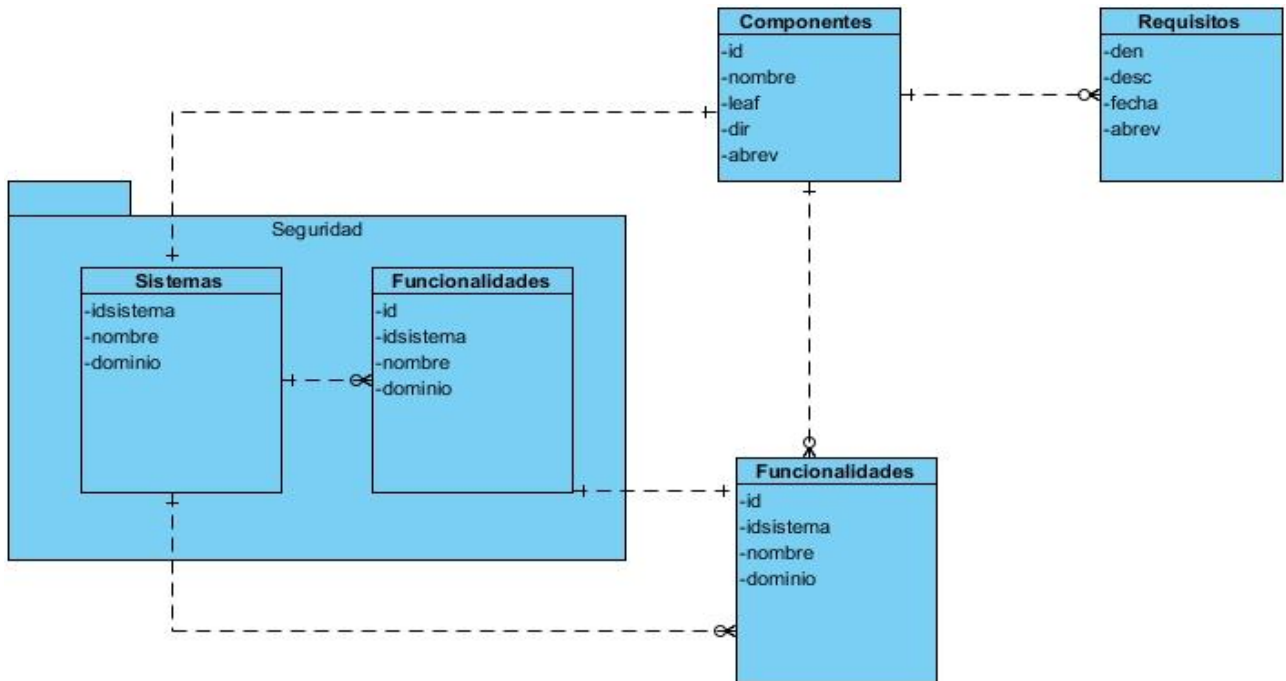 Componentes
-id
-nombre
-leaf
-dir
-abrev
Requisitos
-den
-desc
-fecha
-abrev
Seguridad
Sistemas
-idsistema
-nombre
-dominio
Funcionalidades
-id
-idsistema
-nombre
-dominio
Funcionalidades
-id
-idsistema
-nombre
-dominio